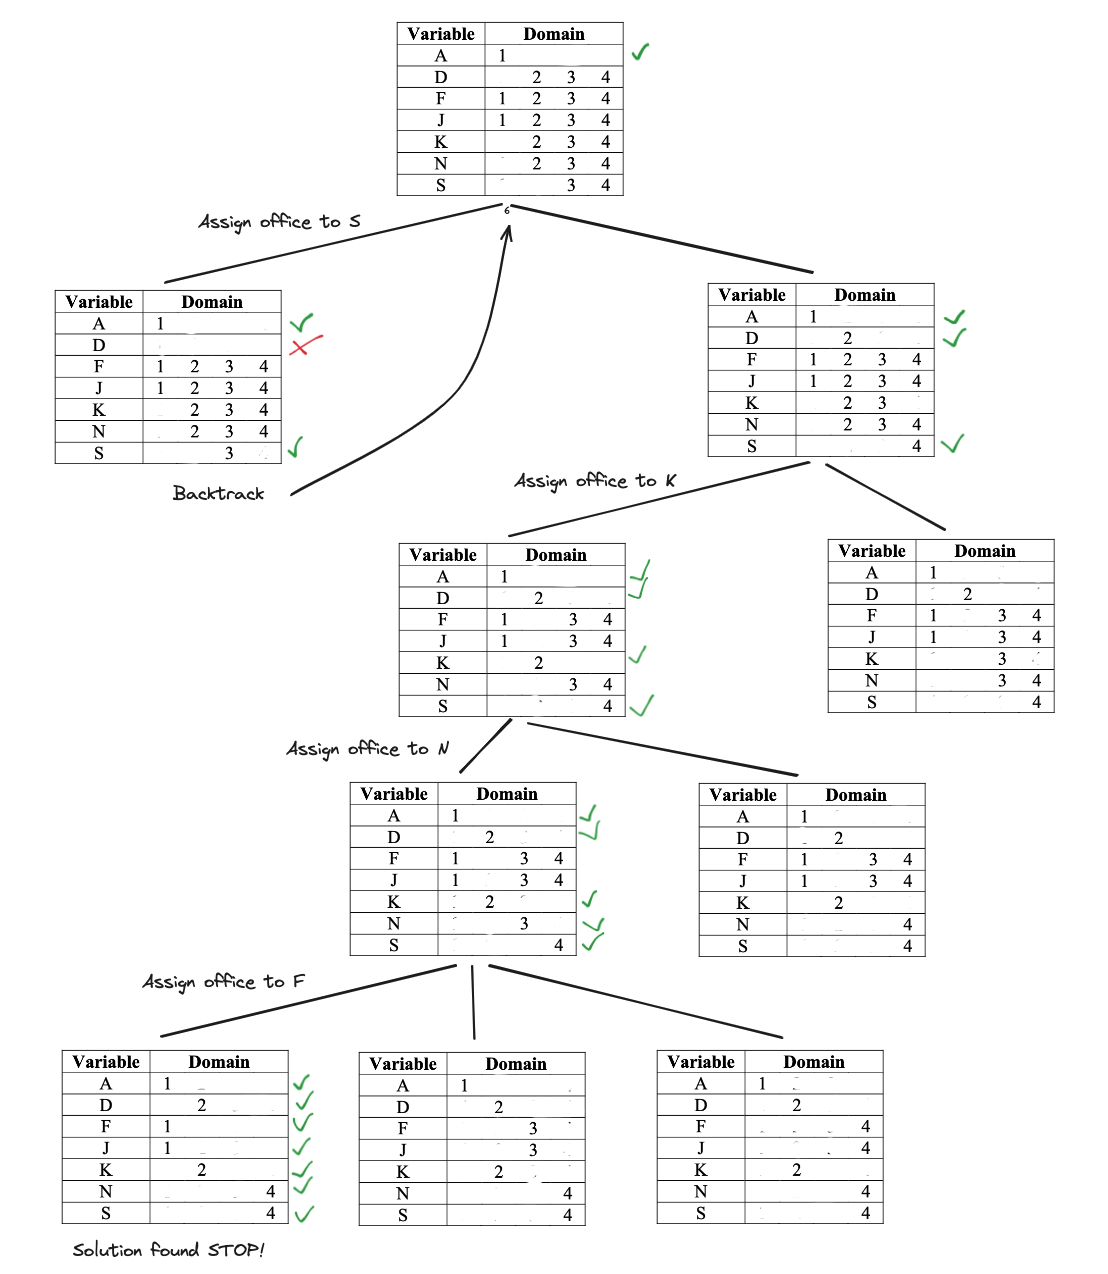 Variable Domain
A 1
D 2 3 4
F 1 2 3 4
J 1 2 3 4
K 2 3 4
N 2 3 4
S 3 4
6
Assign office to S
Variable Domain
A 1
D
F 1 2 3 4
J 1 2 3 4
K 2 3 4
N 2 3 4
S 3
Backtrack
Variable Domain
A 1
D 2
F 1 2 3 4
J 1 2 3 4
K 2 3
N 2 3 4
S 4
Assign office to K
Variable Domain
A 1
D 2
F 1 3 4
J 1 3 4
K 2
N 3 4
S 4
Variable Domain
A 1
D 2
F 1 3 4
J 1 3 4
K 3
N 3 4
S 4
Assign office to N
Variable Domain
A 1
D 2
F 1 3 4
J 1 3 4
K 2
N 3
S 4
Variable Domain
A 1
D 2
F 1 3 4
J 1 3 4
K 2
N 4
S 4
Assign office to F
Variable Domain
A 1
D 2
F 1
J 1
K 2
N 4
S 4
Variable Domain
A 1
D 2
F 3
J 3
K 2
N 4
S 4
Variable Domain
A 1
D 2
F 4
J 4
K 2
N 4
S 4
Solution found STOP!